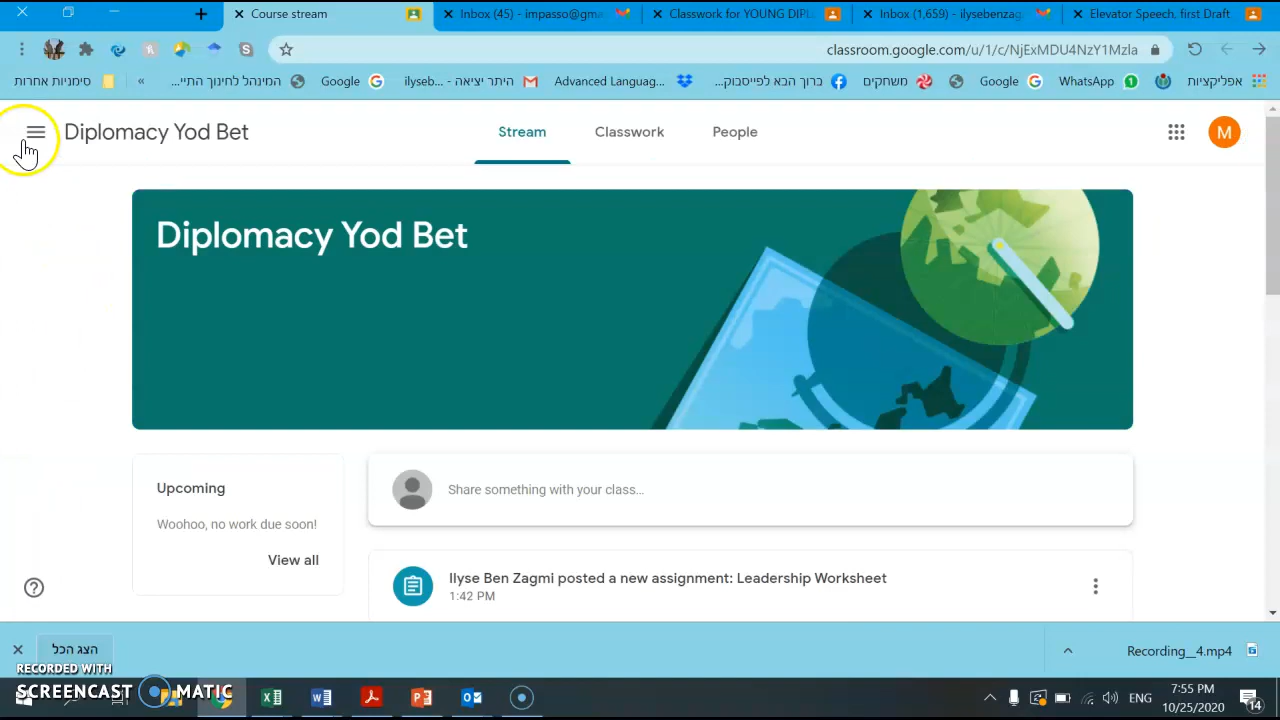 Course stream
Inbox (45) - impasso@gma
Classwork for YOUNG DIPL
Inbox (1,659) - ilysebenzag
Elevator Speech, first Draft
classroom.google.com/u/1/c/NjExMDU4NzY1Mzla
אפליקציות
WhatsApp
Google
משחקים
ברוך הבא לפייסבוק...
Advanced Languag...
היתר יציאה - ilyseb...
Google
המינהל לחינוך התיי...
»
סימניות אחרות
Diplomacy Yod Bet
Stream
Classwork
People
M
Diplomacy Yod Bet
Upcoming
Woohoo, no work due soon!
View all
Share something with your class...
Ilyse Ben Zagmi posted a new assignment: Leadership Worksheet
1:42 PM
הצג הכל
Recording_4.mp4
RECORDED WITH
SCREENCAST MATIC
ENG
7:55 PM
10/25/2020
14